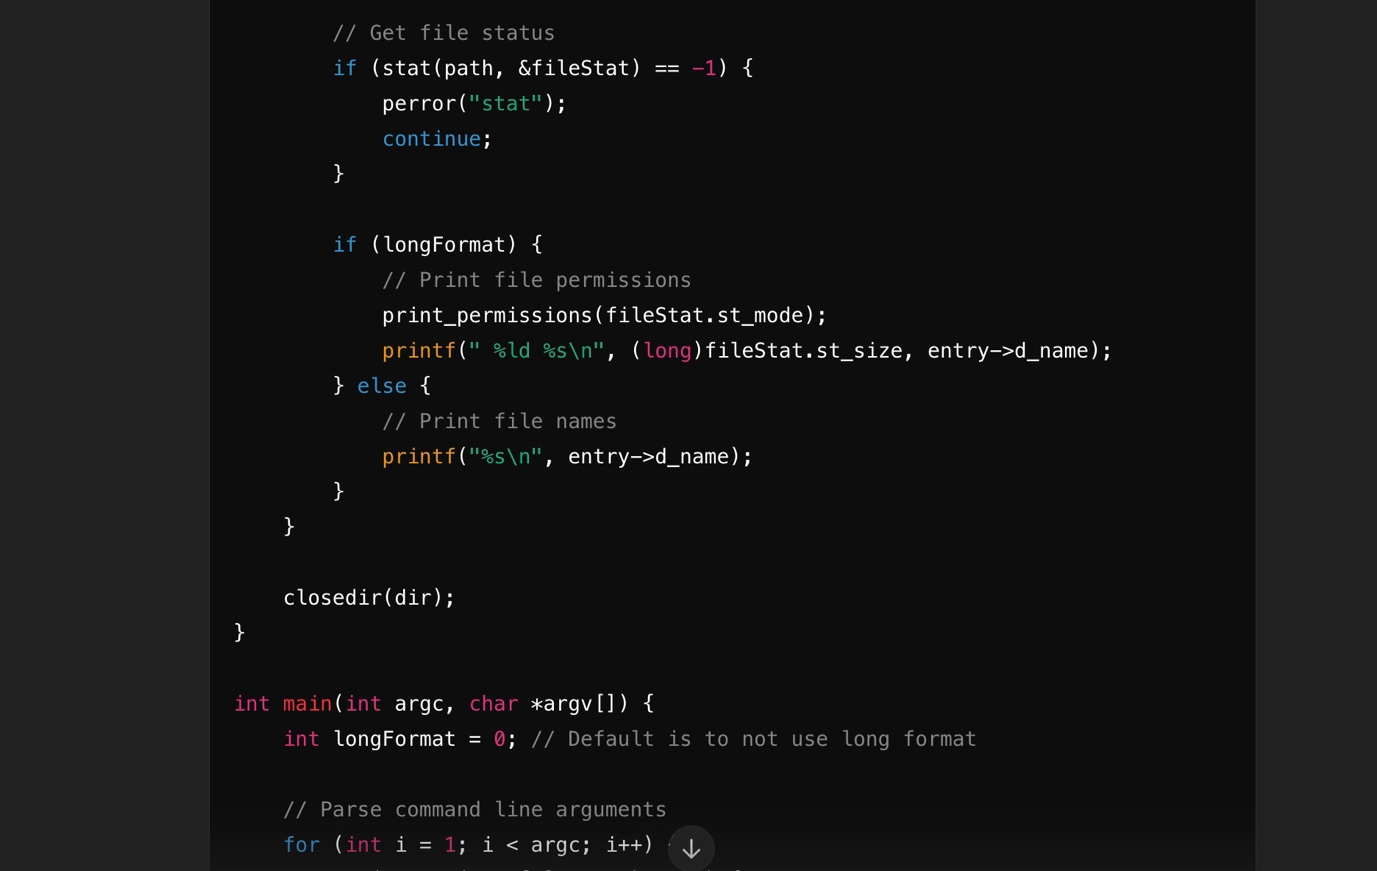 // Get file status
if (stat(path, &fileStat) == -1) {
perror("stat");
continue;
}
if (longFormat) {
// Print file permissions
print_permissions(fileStat.st_mode);
printf(" %ld %s\n", (long)fileStat.st_size, entry->d_name);
} else {
// Print file names
printf("%s\n", entry->d_name);
}
}
closedir(dir);
}
int main(int argc, char *argv[]) {
int longFormat = 0; // Default is to not use long format
// Parse command line arguments
for (int i = 1; i < argc; i++)